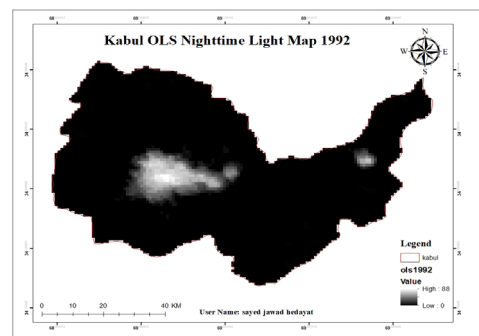 Kabul OLS Nighttime Light Map 1992
N
W E
S
Legend
kabul
ols1992
Value
High : 88
Low : 0
0 10 20 40 KM
User Name: sayed jawad hedayat